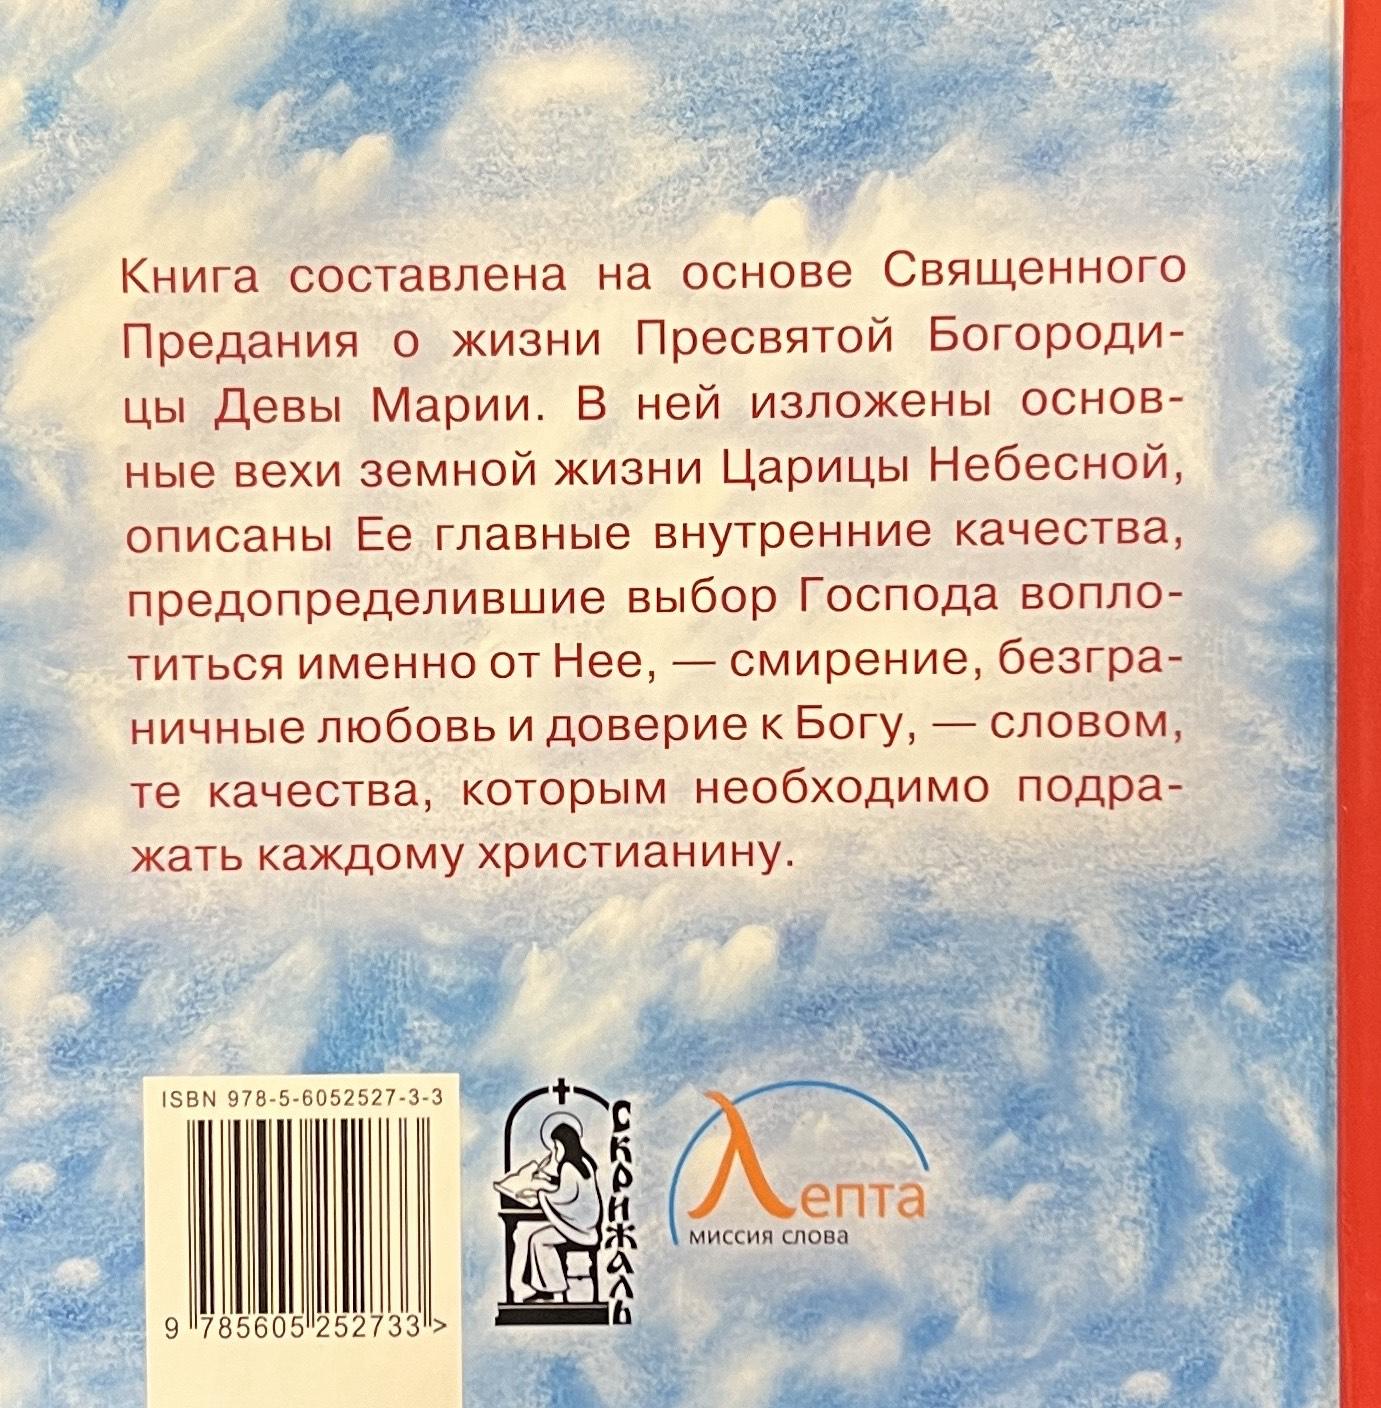 Книга составлена на основе Священного
Предания о жизни Пресвятой Богороди-
цы Девы Марии. В ней изложены основ-
ные вехи земной жизни Царицы Небесной,
описаны Ее главные внутренние качества,
предопределившие выбор Господа вопло-
титься именно от Нее, — смирение, безгра-
ничные любовь и доверие к Богу, — словом,
те качества, которым необходимо подра-
жать каждому христианину.
ISBN 978-5-6052527-3-3
9 785605 252733 >
СКРИЖАЛЬ
Лепта
миссия слова